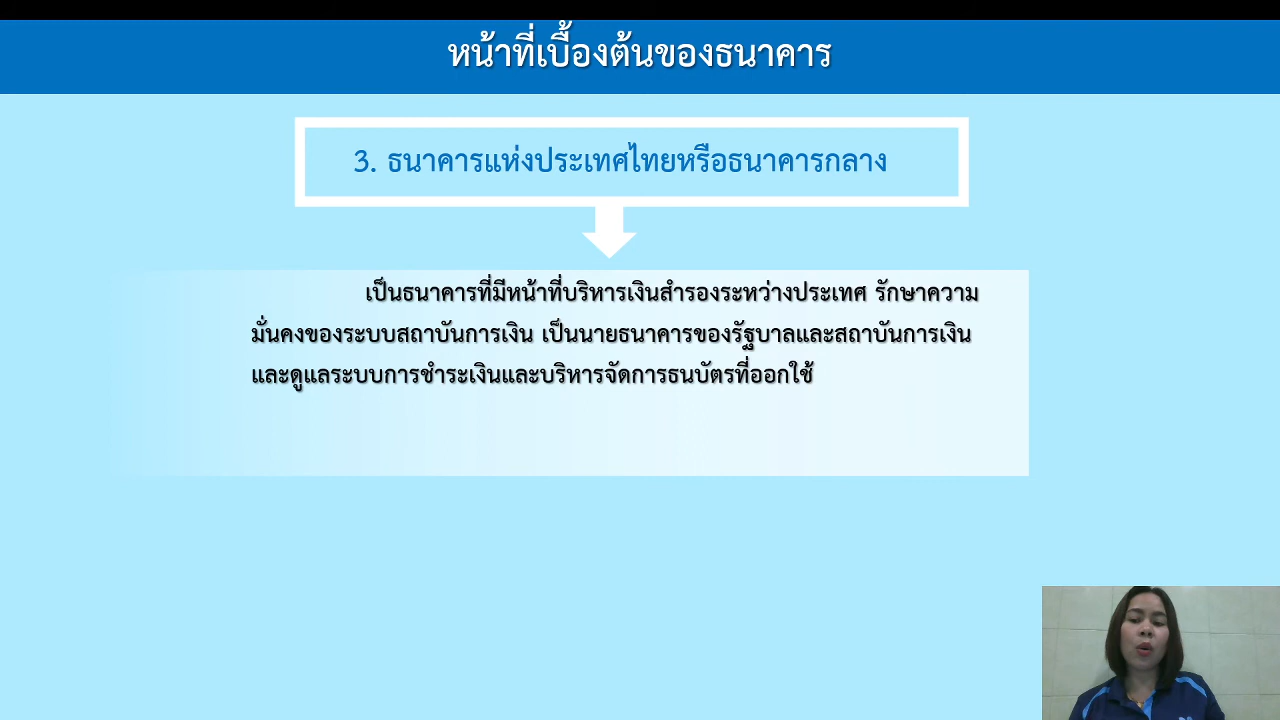 หน้าที่เบื้องต้นของธนาคาร
3. ธนาคารแห่งประเทศไทยหรือธนาคารกลาง
เป็นธนาคารที่มีหน้าที่บริหารเงินสำรองระหว่างประเทศ รักษาความ
มั่นคงของระบบสถาบันการเงิน เป็นนายธนาคารของรัฐบาลและสถาบันการเงิน
และดูแลระบบการชำระเงินและบริหารจัดการธนบัตรที่ออกใช้